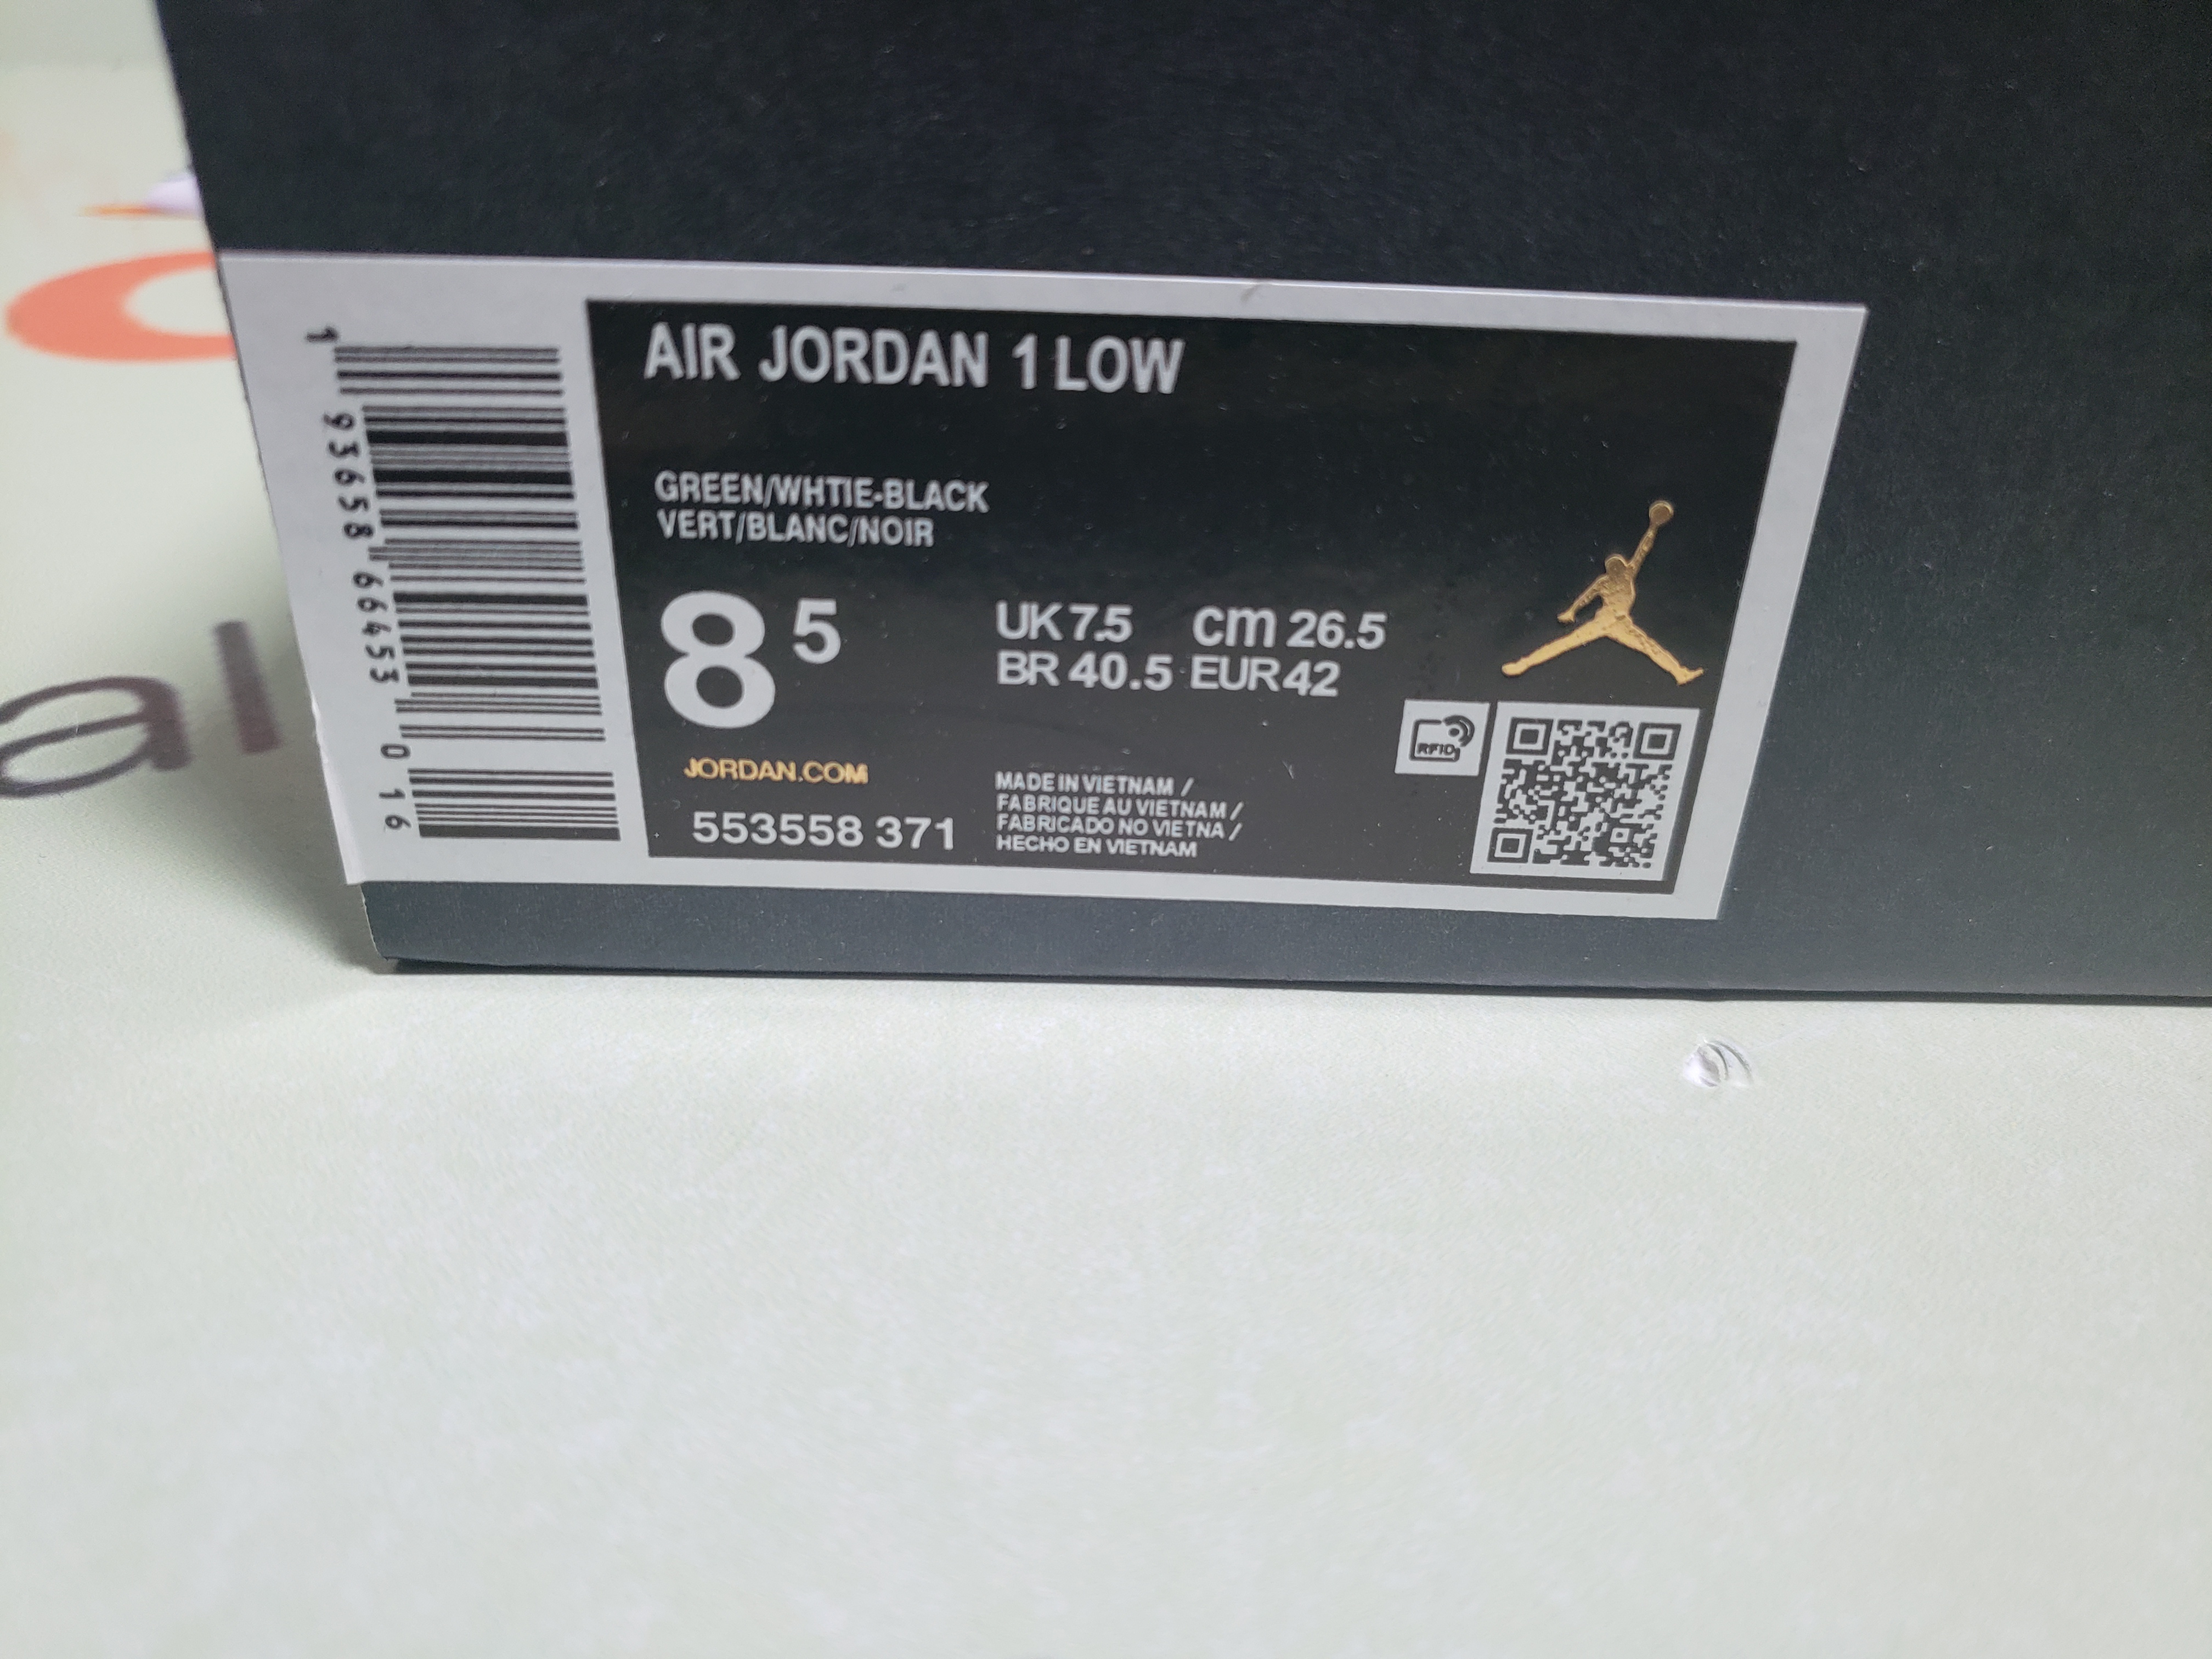 AIR JORDAN 1 LOW
GREEN/WHTIE-BLACK
VERT/BLANC/NOIR
8 5
UK 7.5 cm 26.5
BR 40.5 EUR 42
RFID
JORDAN.COM
553558 371
MADE IN VIETNAM /
FABRIQUE AU VIETNAM /
FABRICADO NO VIETNA /
HECHO EN VIETNAM
1 93658 66453 0 16
al